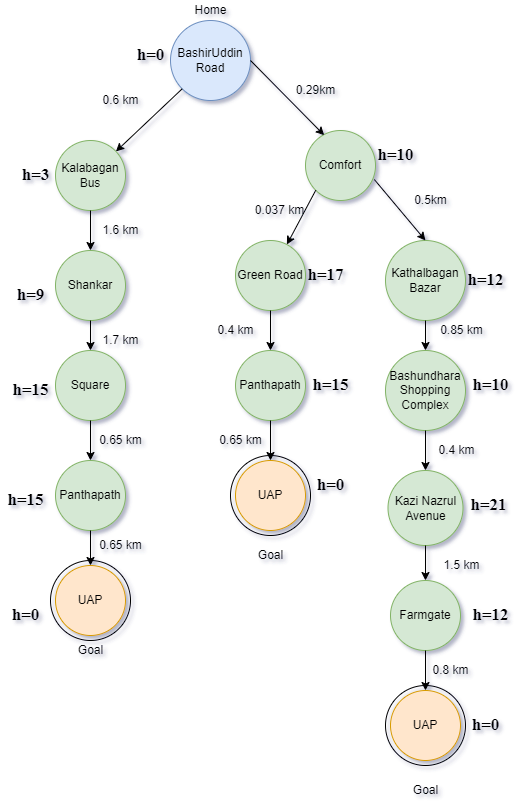 Home
h=0
BashirUddin
Road
0.6 km
0.29km
h=3
Kalabagan
Bus
Comfort
h=10
1.6 km
0.037 km
0.5km
h=9
Shankar
Green Road
h=17
Kathalbagan
Bazar
h=12
1.7 km
0.4 km
0.85 km
h=15
Square
Panthapath
h=15
Bashundhara
Shopping
Complex
h=10
0.65 km
0.65 km
0.4 km
h=15
Panthapath
UAP
h=0
Kazi Nazrul
Avenue
h=21
0.65 km
Goal
1.5 km
h=0
UAP
Goal
Farmgate
h=12
0.8 km
UAP
h=0
Goal